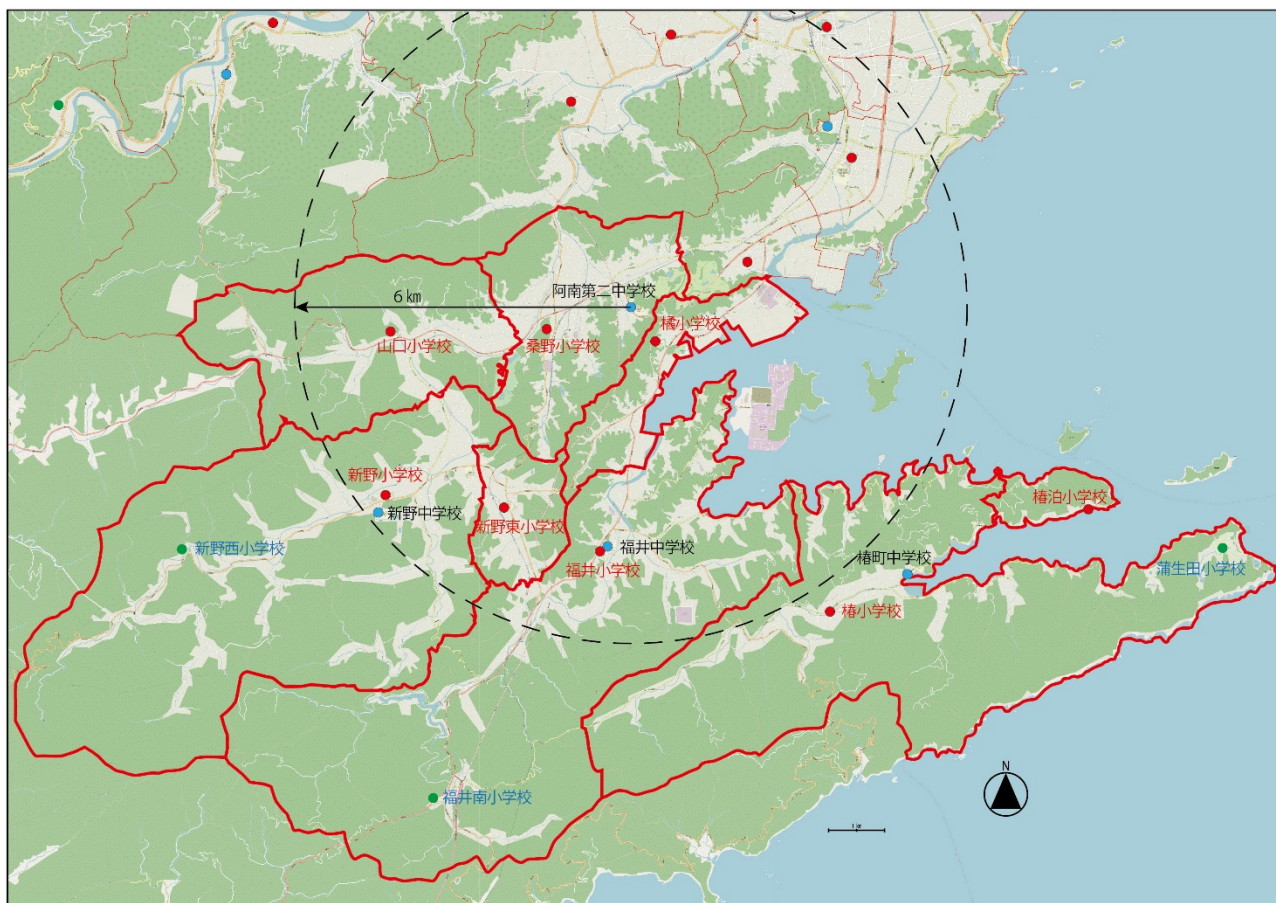 阿南第二中学校
6㎞
橘小学校
山口小学校
桑野小学校
新野小学校
新野中学校
新野東小学校
椿泊小学校
新野西小学校
福井中学校
福井小学校
椿町中学校
蒲生田小学校
椿小学校
福井南小学校
N
1 ㎞